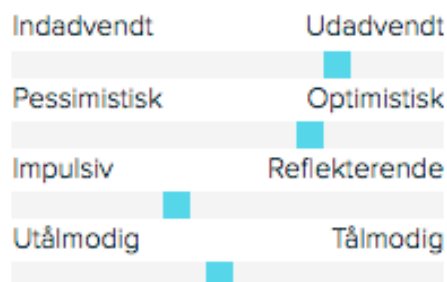 Indadvendt Udadvendt
Pessimistisk Optimistisk
Impulsiv Reflekterende
Utålmodig Tålmodig